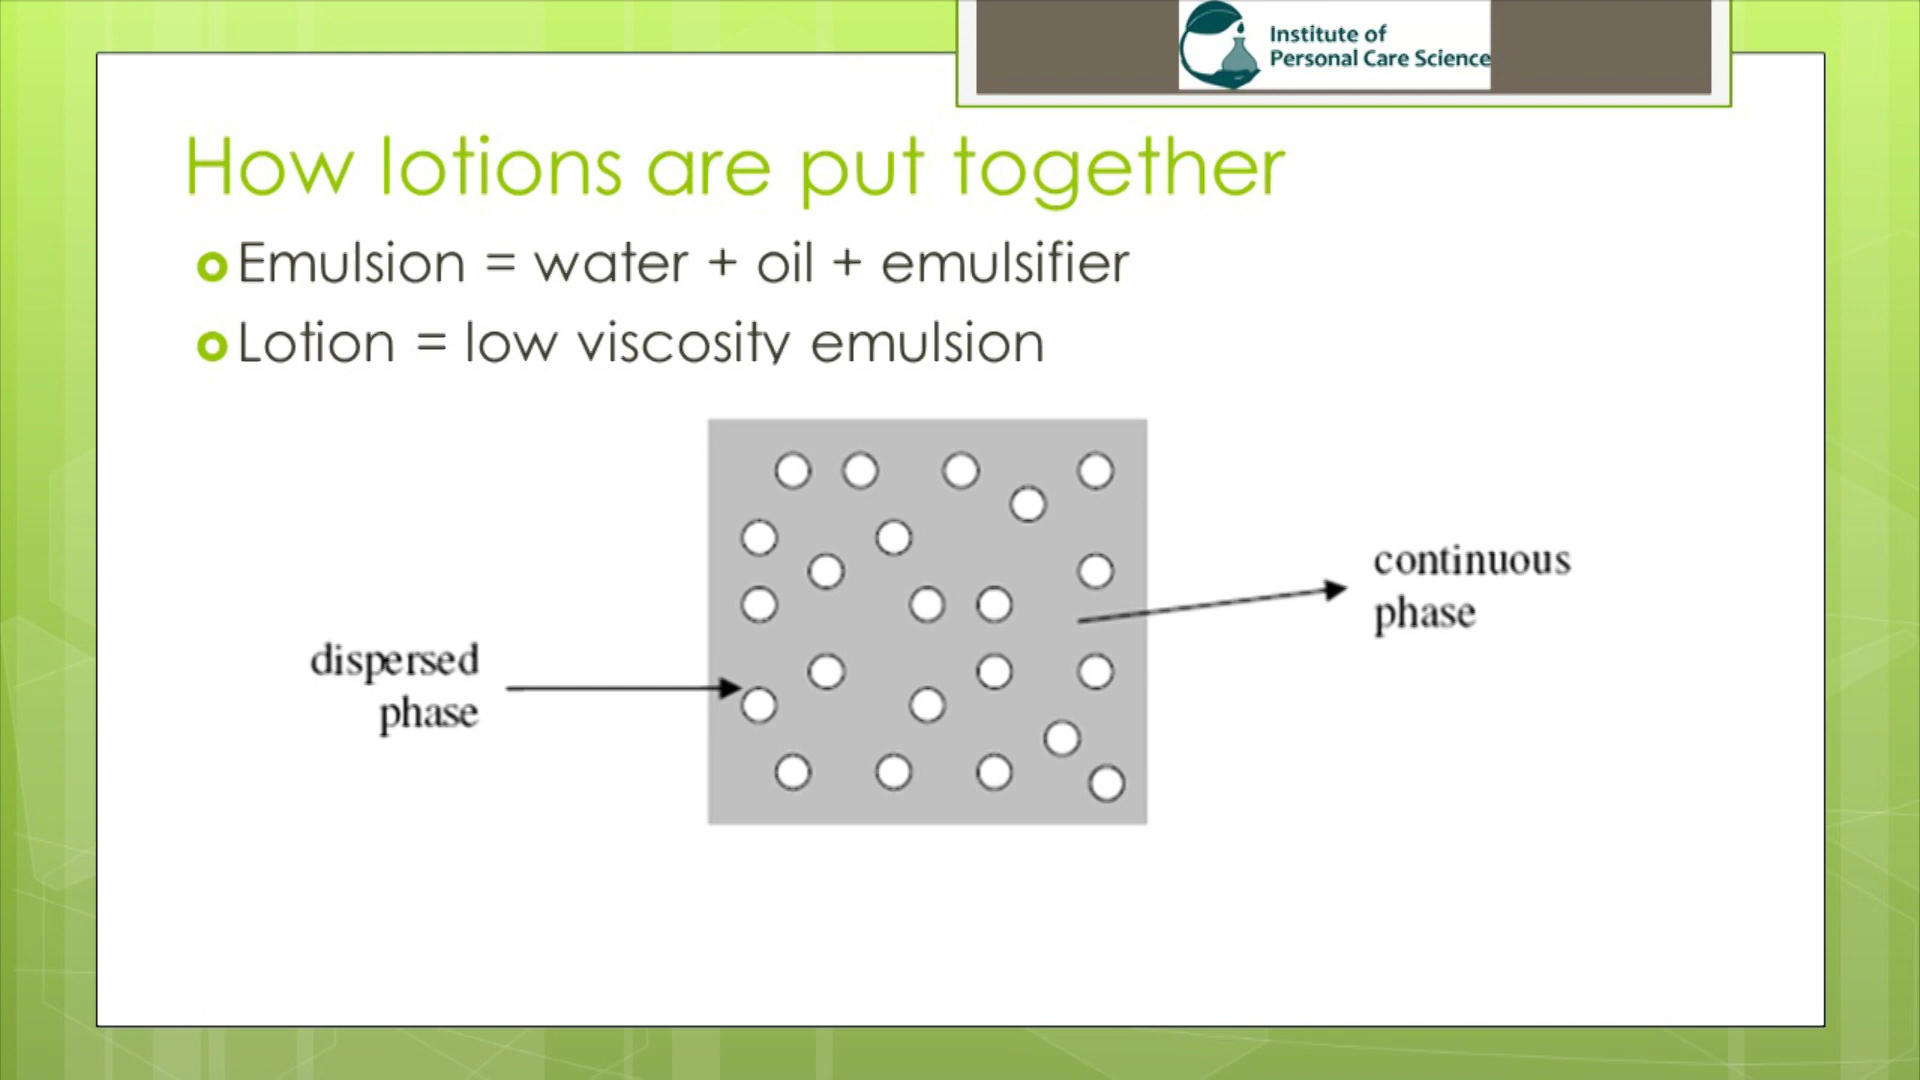 Institute of
Personal Care Science
How lotions are put together
Emulsion = water + oil + emulsifier
Lotion = low viscosity emulsion
continuous
phase
dispersed
phase